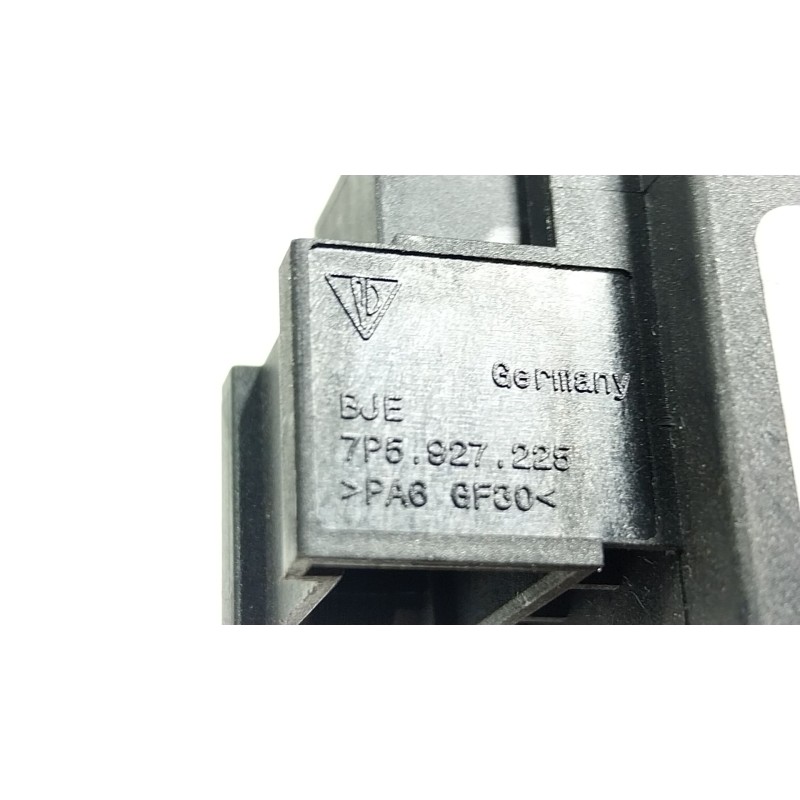 Germany
BJE
7P5.927.225
>PA6 GF30<